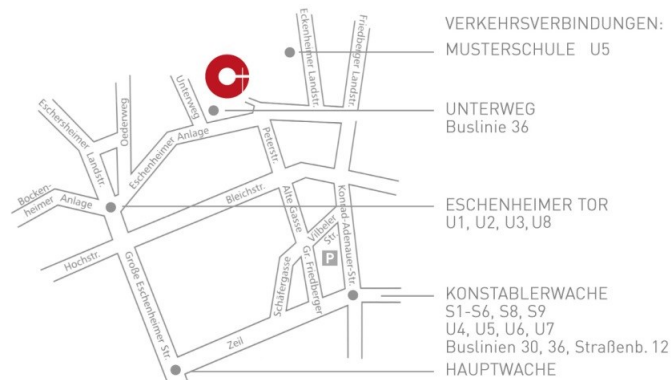 VERKEHRSVERBINDUNGEN:
MUSTERSCHULE U5
UNTERWEG
Buslinie 36
ESCHENHEIMER TOR
U1, U2, U3,U8
KONSTABLERWACHE
S1-S6, S8, S9
U4, U5, U6, U7
Buslinien 30, 36, Straßenb. 12
HAUPTWACHE
Eckenheimer Landstr.
Friedberger Landstr.
Unterweg
Oederweg
Eschersheimer Landstr.
Eschenheimer Anlage
Peterstr.
Bocken-
heimer Anlage
Bleichstr.
Alte Gasse
Konrad-Adenauer-Str.
Vilbeler
Str.
P
Hochstr.
Große Eschenheimer Str.
Schäfergasse
Gr. Friedberger
Zeil